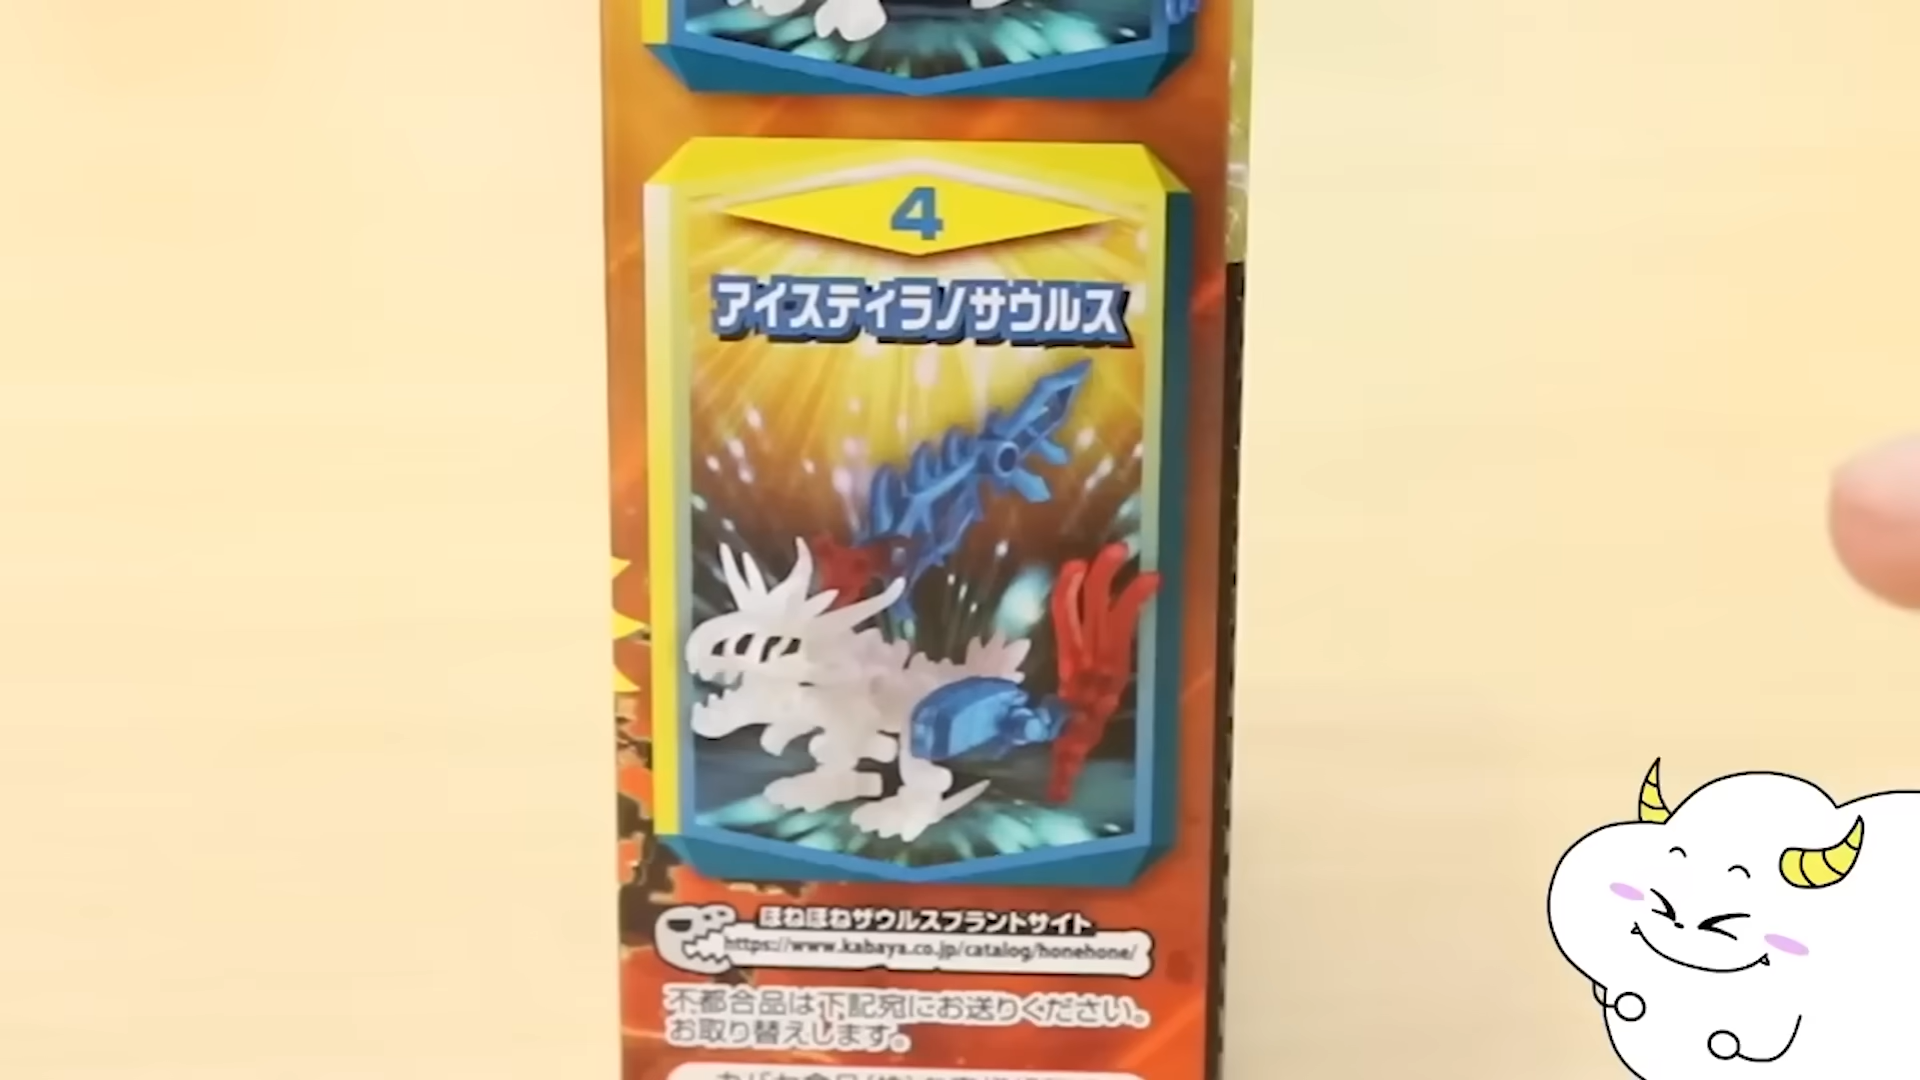 4
アイスティラノサウルス
ほねほねザウルスブランドサイト
https://www.kabaya.co.jp/catalog/honehone/
不都合品は下記宛にお送りください。
お取り替えします。